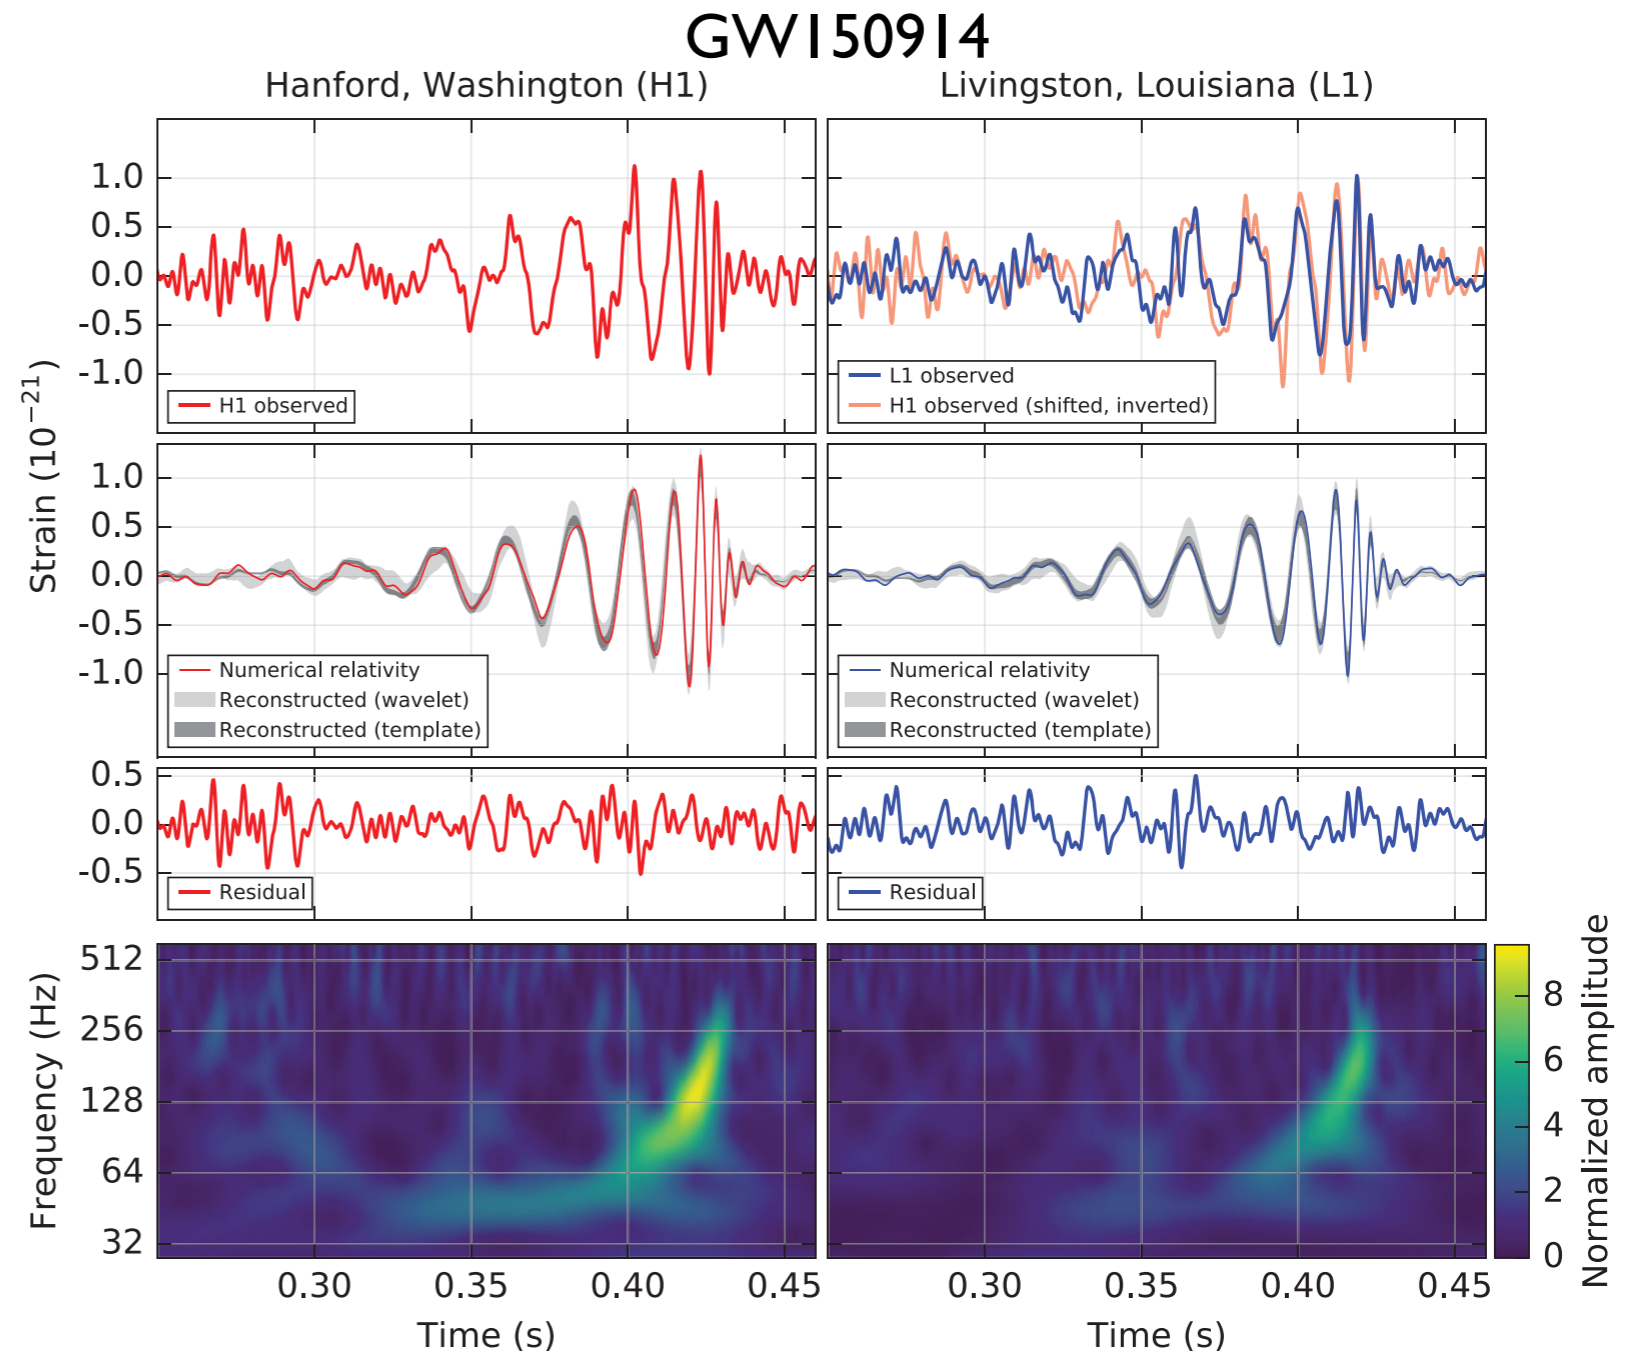 GW150914
Hanford, Washington (H1)
Livingston, Louisiana (L1)
Strain (10⁻²¹)
1.0
0.5
0.0
-0.5
-1.0
H1 observed
L1 observed
H1 observed (shifted, inverted)
1.0
0.5
0.0
-0.5
-1.0
Numerical relativity
Reconstructed (wavelet)
Reconstructed (template)
Numerical relativity
Reconstructed (wavelet)
Reconstructed (template)
0.5
0.0
-0.5
Residual
Residual
Frequency (Hz)
512
256
128
64
32
0.30 0.35 0.40 0.45
Time (s)
0.30 0.35 0.40 0.45
Time (s)
8
6
4
2
0
Normalized amplitude